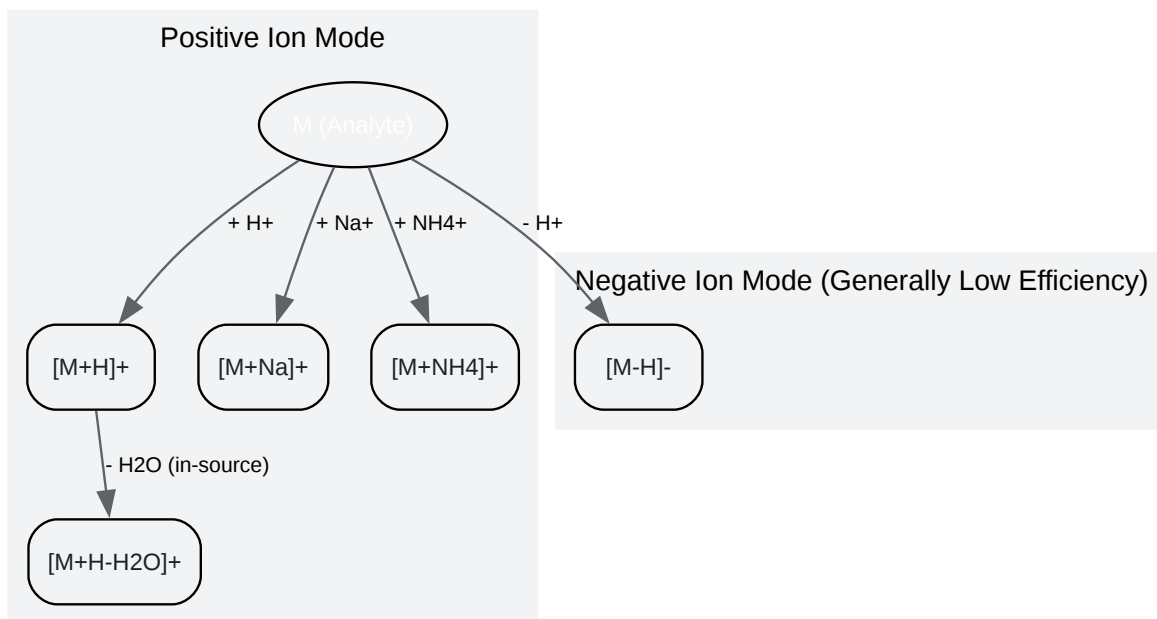 Positive Ion Mode
M (Analyte)
+ H+
+ Na+
+ NH4+
- H+
Negative Ion Mode (Generally Low Efficiency)
[M+H]+
[M+Na]+
[M+NH4]+
[M-H]-
- H2O (in-source)
[M+H-H2O]+